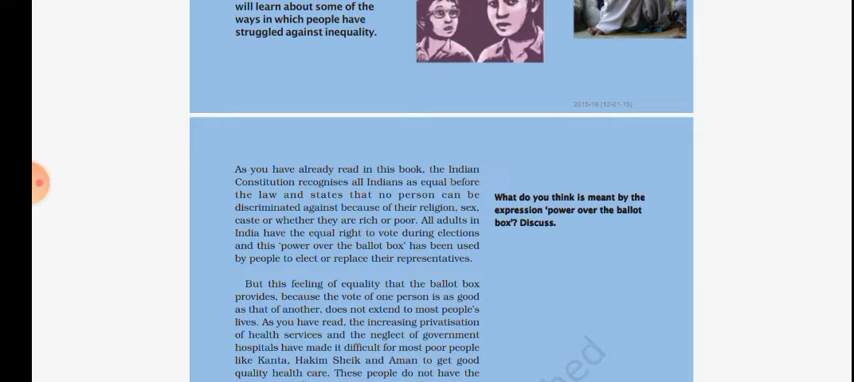 will learn about some of the
ways in which people have
struggled against inequality.
2015-16 (12-01-15)
As you have already read in this book, the Indian
Constitution recognises all Indians as equal before
the law and states that no person can be
discriminated against because of their religion, sex,
caste or whether they are rich or poor. All adults in
India have the equal right to vote during elections
and this 'power over the ballot box' has been used
by people to elect or replace their representatives.
But this feeling of equality that the ballot box
provides, because the vote of one person is as good
as that of another, does not extend to most people's
lives. As you have read, the increasing privatisation
of health services and the neglect of government
hospitals have made it difficult for most poor people
like Kanta, Hakim Sheik and Aman to get good
quality health care. These people do not have the
What do you think is meant by the
expression 'power over the ballot
box'? Discuss.